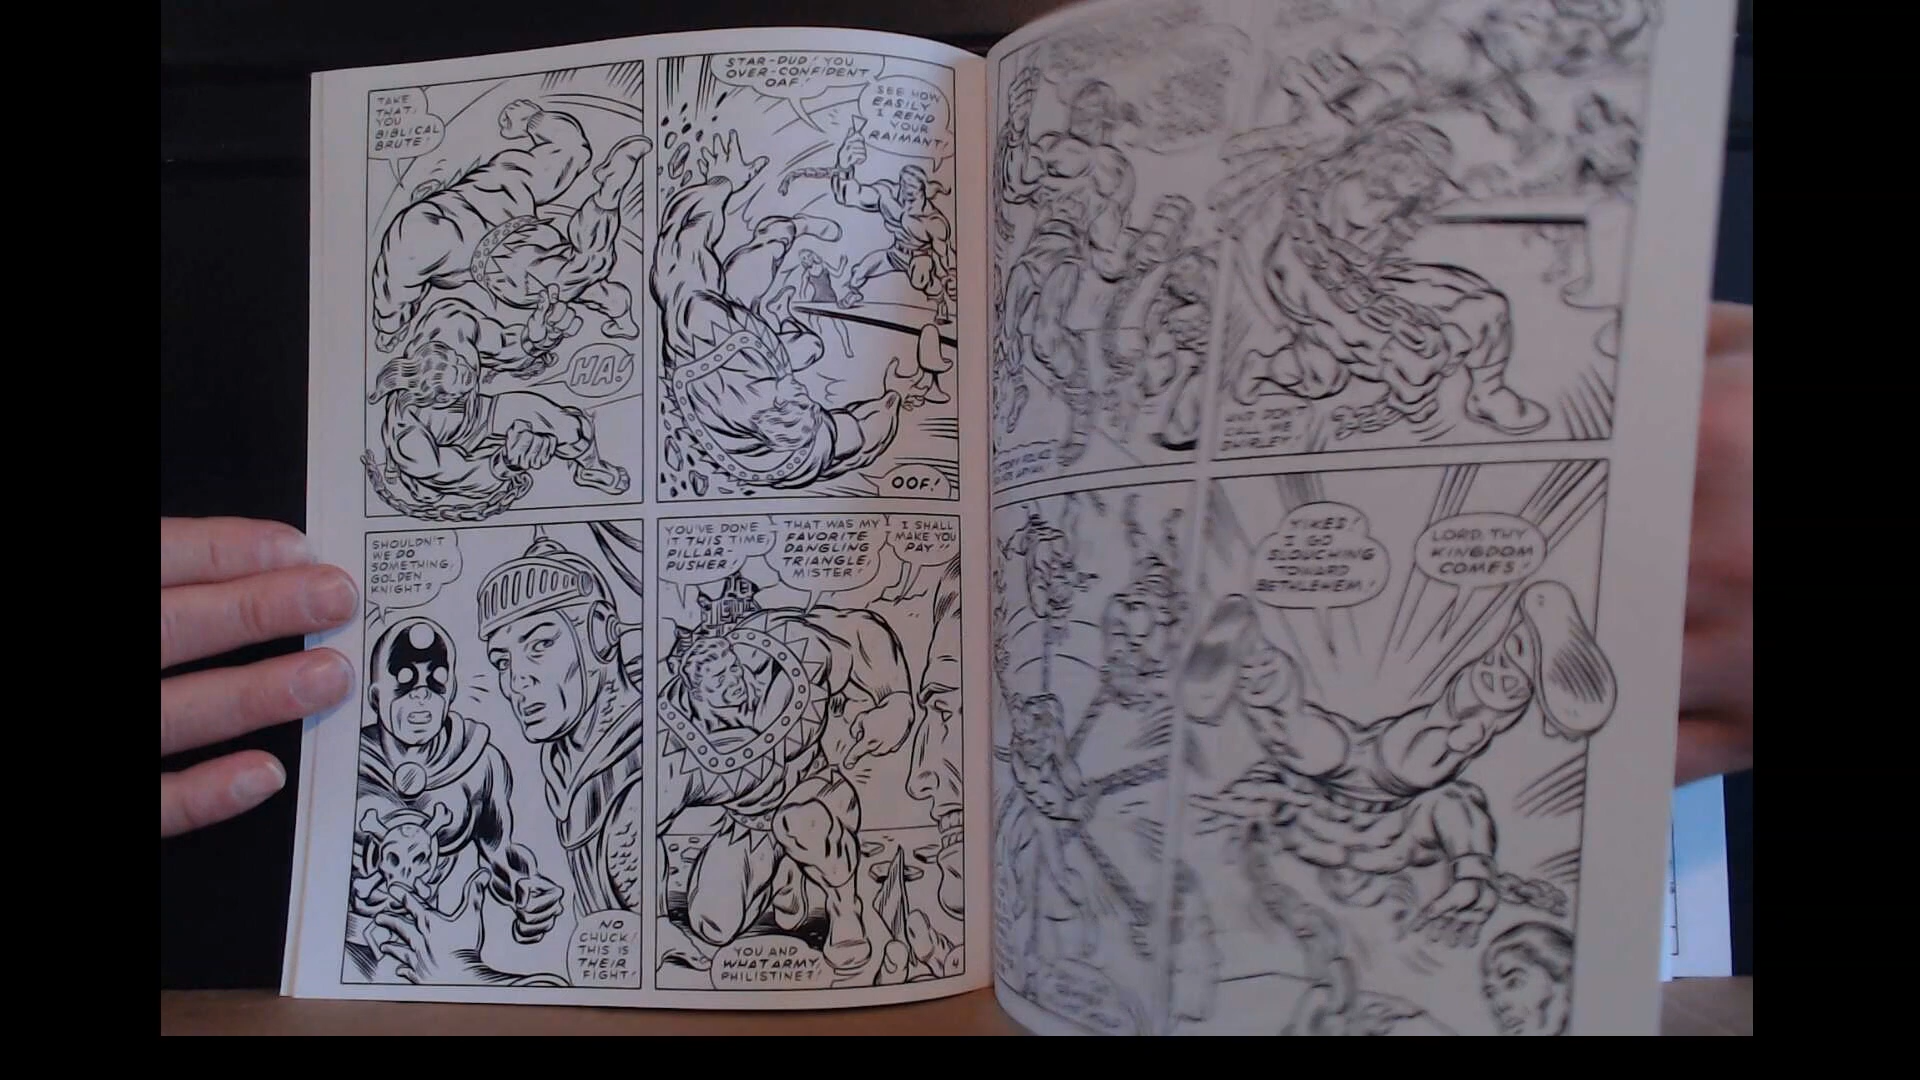 TAKE
THAT,
YOU
BIBLICAL
BRUTE!
HA!
STAR-DUD! YOU
OVER-CONFIDENT
OAF!
SEE HOW
EASILY
I REND
YOUR
RAIMANT!
OOF!
SHOULDN'T
WE DO
SOMETHING,
GOLDEN
KNIGHT?
NO
CHUCK!
THIS IS
THEIR
FIGHT!
YOU'VE DONE
IT THIS TIME,
PILLAR-
PUSHER!
THAT WAS MY
FAVORITE
DANGLING
TRIANGLE,
MISTER!
I SHALL
MAKE YOU
PAY!!
YOU AND
WHAT ARMY,
PHILISTINE?!
4
AND DON'T
CALL ME
SHIRLEY!
YIKES!
I GO
SLOUCHING
TOWARD
BETHLEHEM!
LORD, THY
KINGDOM
COMES!